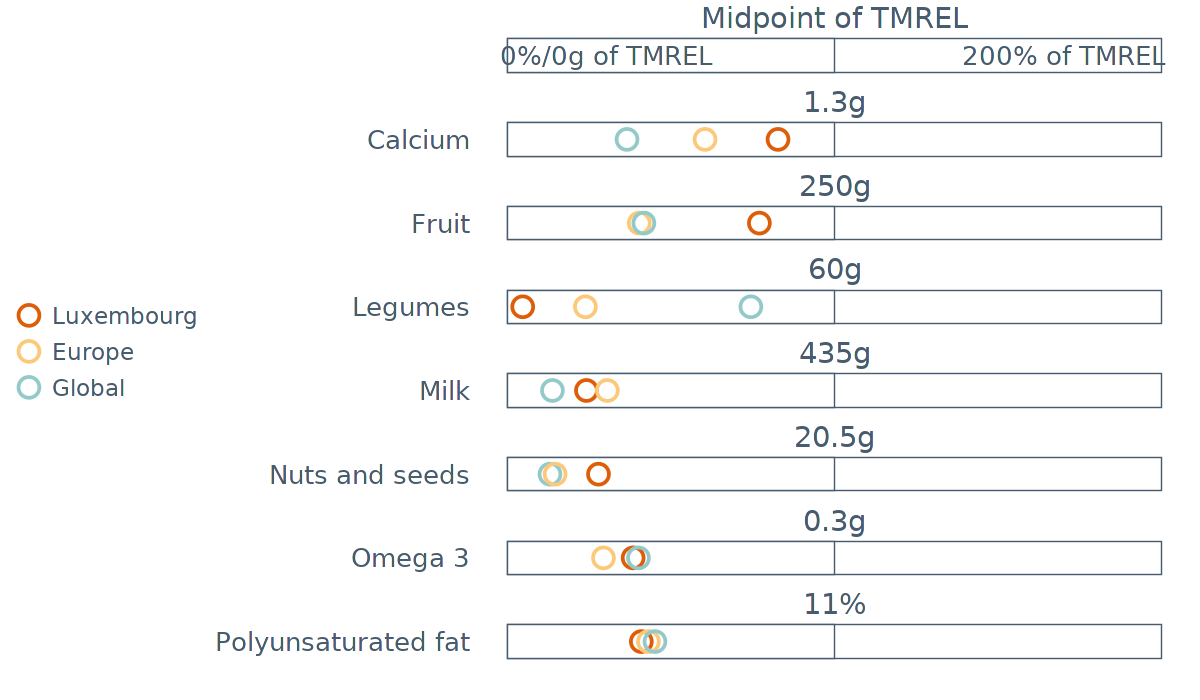 Midpoint of TMREL
0%/0g of TMREL 200% of TMREL
1.3g
Calcium
250g
Fruit
60g
Legumes
Luxembourg
Europe
Global
435g
Milk
20.5g
Nuts and seeds
0.3g
Omega 3
11%
Polyunsaturated fat